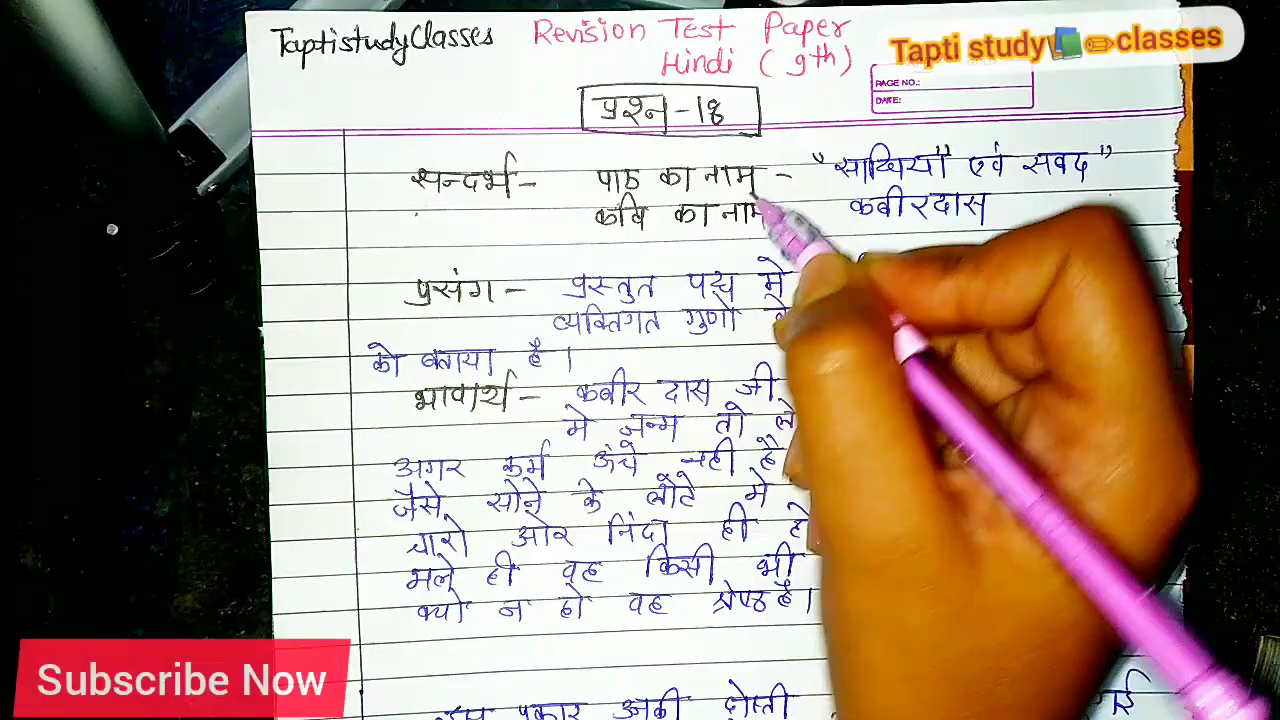 TaptistudyClasses Revision Test Paper
Hindi (9th)
Tapti study classes
PAGE NO.:
DATE:
प्रश्न -18
सन्दर्भ - पाठ का नाम - "साखियाँ एवं सबद"
कवि का नाम कबीरदास
प्रसंग - प्रस्तुत पद्य में
व्यक्तिगत गुणों
को बताया है।
भावार्थ - कबीर दास जी
मे जन्म तो
अगर कर्म ऊंचे नही है
जैसे सोने के लौटे मे
चारो ओर निंदा ही
भले ही वह किसी भी
क्यो न हो वह श्रेष्ठ है।
Subscribe Now
प्रकार उनकी दोस्ती